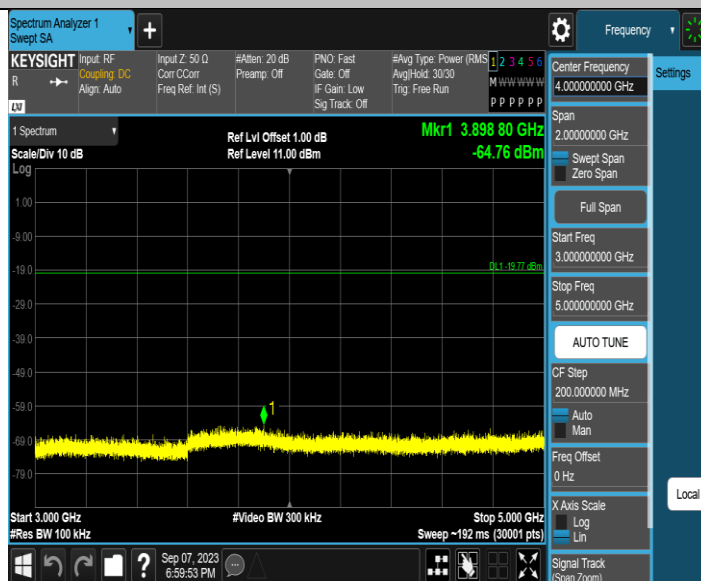 Spectrum Analyzer 1
Swept SA
+
Frequency
KEYSIGHT
R
LXI
Input: RF
Coupling: DC
Align: Auto
Input Z: 50 Ω
Corr CCorr
Freq Ref: Int (S)
#Atten: 20 dB
Preamp: Off
PNO: Fast
Gate: Off
IF Gain: Low
Sig Track: Off
#Avg Type: Power (RMS
Avg|Hold: 30/30
Trig: Free Run
1 2 3 4 5 6
M W W W W W
P P P P P P
1 Spectrum
Scale/Div 10 dB
Log
Ref Lvl Offset 1.00 dB
Ref Level 11.00 dBm
Mkr1 3.898 80 GHz
-64.76 dBm
1.00
-9.00
-19.0
-29.0
-39.0
-49.0
-59.0
-69.0
-79.0
DL1 -19.77 dBm
1
Start 3.000 GHz
#Res BW 100 kHz
#Video BW 300 kHz
Stop 5.000 GHz
Sweep ~192 ms (30001 pts)
?
Sep 07, 2023
6:59:53 PM
Center Frequency
4.000000000 GHz
Span
2.00000000 GHz
Swept Span
Zero Span
Full Span
Start Freq
3.000000000 GHz
Stop Freq
5.000000000 GHz
AUTO TUNE
CF Step
200.000000 MHz
Auto
Man
Freq Offset
0 Hz
X Axis Scale
Log
Lin
Signal Track
(Span Zoom)
Settings
Local